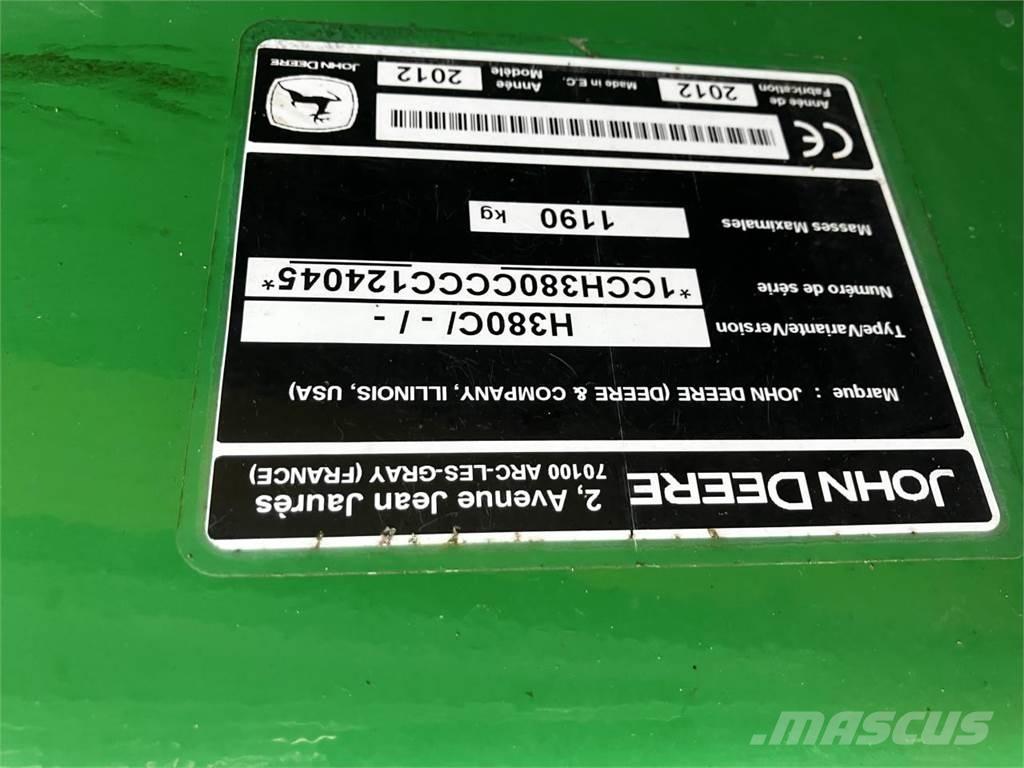 JOHN DEERE
2, Avenue Jean Jaurès
70100 ARC-LES-GRAY (FRANCE)
Marque : JOHN DEERE (DEERE & COMPANY, ILLINOIS, USA)
Type/Variante/Version H380C/ - / -
Numéro de série *1CCH380CCCC124045*
Masses Maximales 1190 kg
CE
Année de Fabrication 2012 Made in E.C. Année Modèle 2012
JOHN DEERE
MASCUS